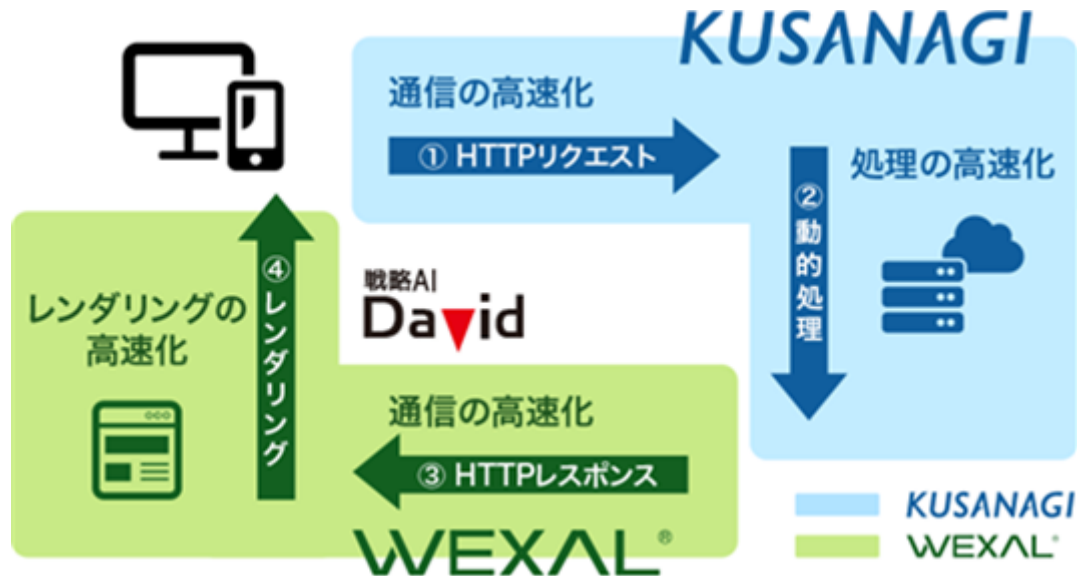 KUSANAGI
通信の高速化
① HTTPリクエスト
処理の高速化
②動的処理
戦略AI
David
レンダリングの
高速化
④レンダリング
通信の高速化
③ HTTPレスポンス
WEXAL®
KUSANAGI
WEXAL®